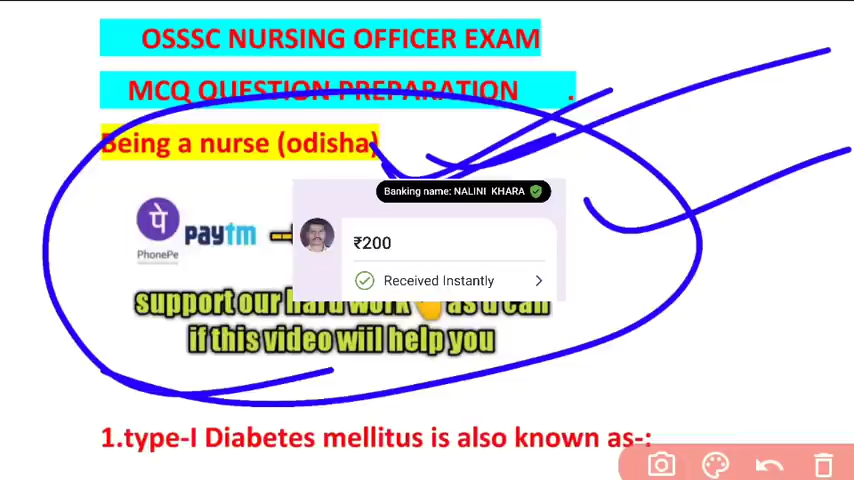 OSSSC NURSING OFFICER EXAM
MCQ QUESTION PREPARATION .
Being a nurse (odisha)
Banking name: NALINI KHARA
पे
PhonePe
paytm
₹200
Received Instantly
support our hard work as u can
if this video wiill help you
1.type-I Diabetes mellitus is also known as-: